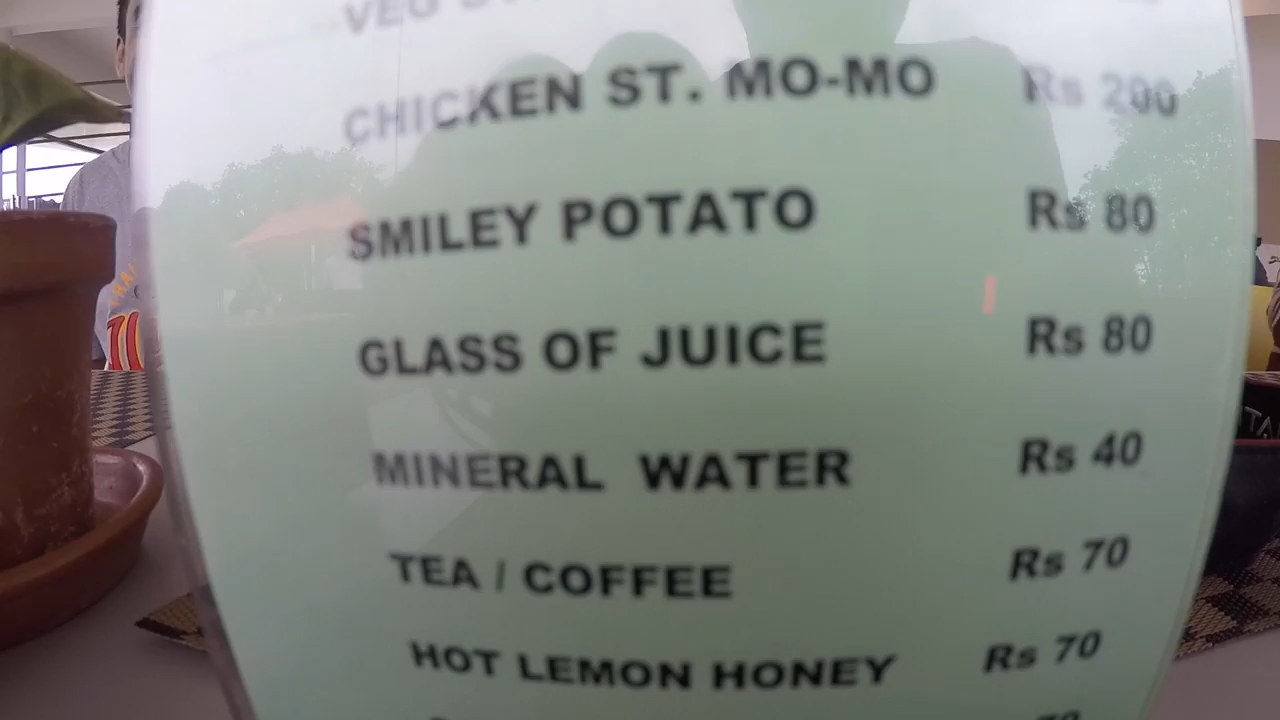 VEG
CHICKEN ST. MO-MO Rs 200
SMILEY POTATO Rs 80
GLASS OF JUICE Rs 80
MINERAL WATER Rs 40
TEA / COFFEE Rs 70
HOT LEMON HONEY Rs 70